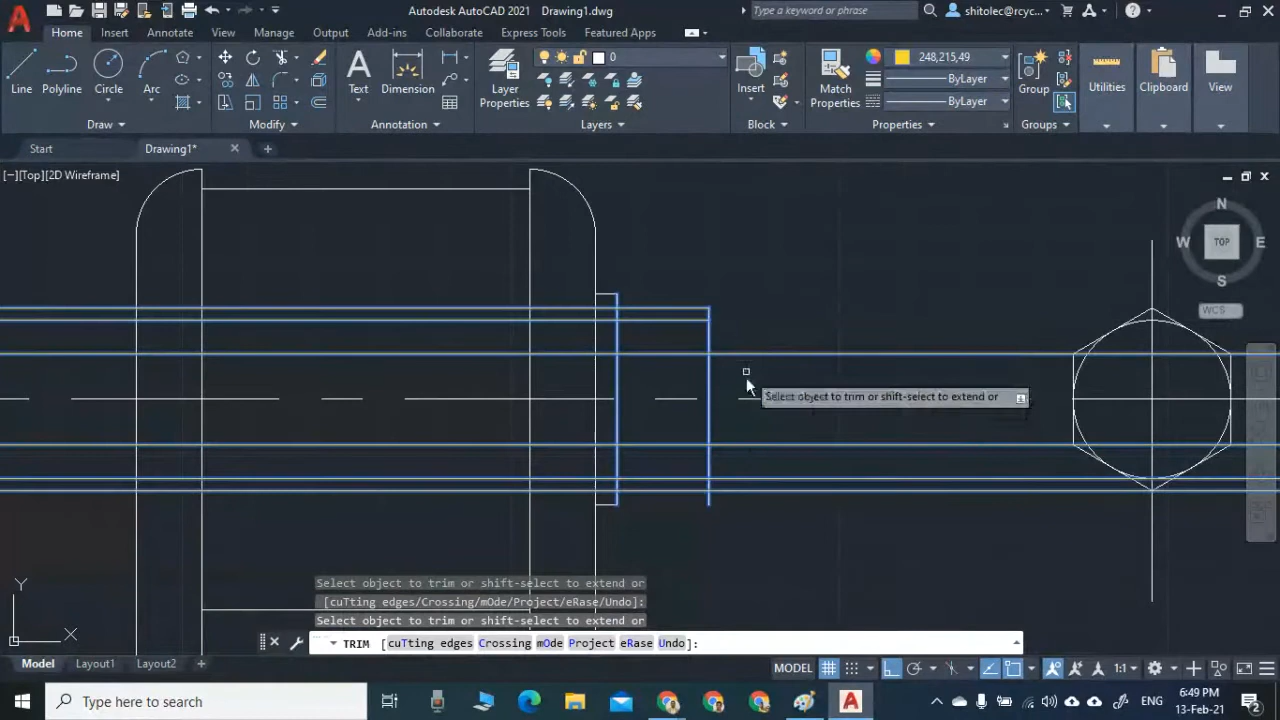 Autodesk AutoCAD 2021 Drawing1.dwg
Type a keyword or phrase
shitolec@rcyc...
Home Insert Annotate View Manage Output Add-ins Collaborate Express Tools Featured Apps
Line Polyline Circle Arc
Text Dimension
Layer
Properties
0
Insert
Match
Properties
248,215,49
ByLayer
ByLayer
Group
Utilities
Clipboard
View
Draw Modify Annotation Layers Block Properties Groups
Start Drawing1*
[−][Top][2D Wireframe]
N
W TOP E
S
WCS
Select object to trim or shift-select to extend or
Y
X
Select object to trim or shift-select to extend or
[cuTting edges/Crossing/mOde/Project/eRase/Undo]:
Select object to trim or shift-select to extend or
TRIM [cuTting edges Crossing mOde Project eRase Undo]:
Model Layout1 Layout2
MODEL 1:1
Type here to search
ENG
6:49 PM
13-Feb-21
2